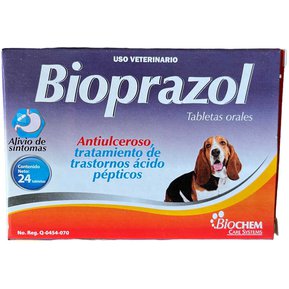 USO VETERINARIO
Bioprazol
Tabletas orales
Alivio de
síntomas
Antiulceroso,
tratamiento de
trastornos ácido
pépticos
Contenido
Neto:
24 tabletas
No. Reg. Q-0454-070
BIOCHEM
CARE SYSTEMS